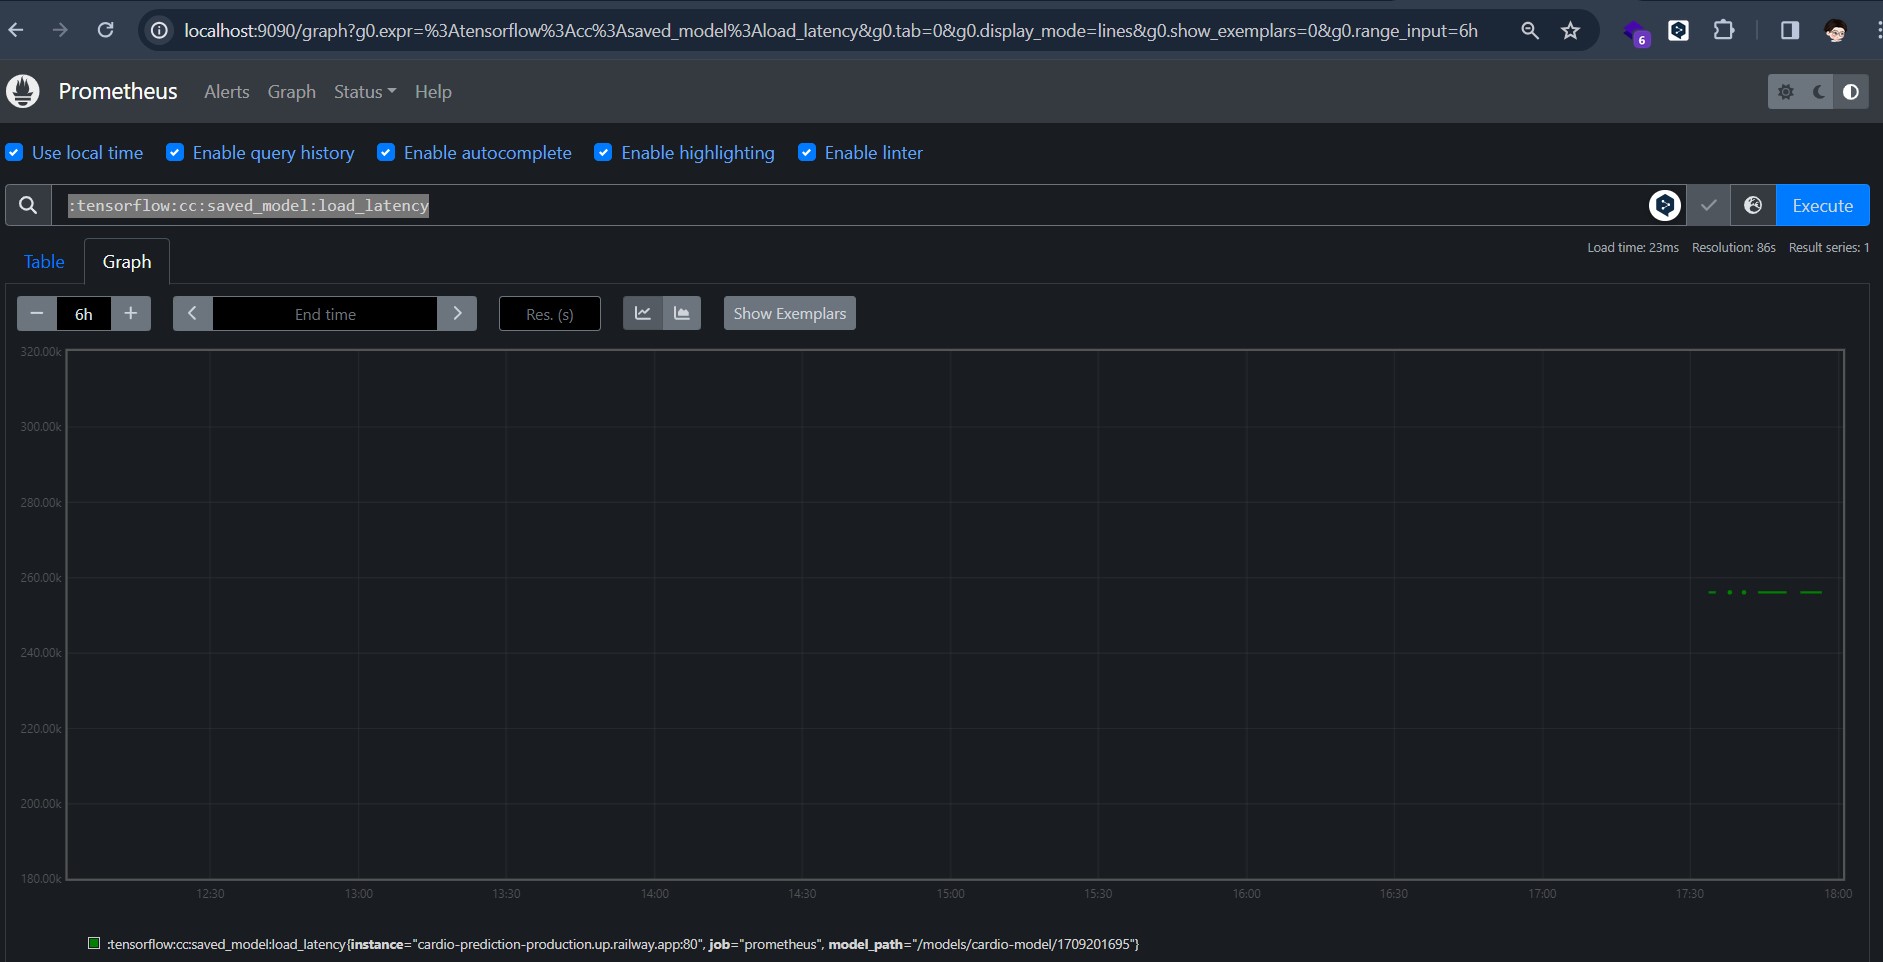 localhost:9090/graph?g0.expr=%3Atensorflow%3Acc%3Asaved_model%3Aload_latency&g0.tab=0&g0.display_mode=lines&g0.show_exemplars=0&g0.range_input=6h
6
Prometheus Alerts Graph Status Help
Use local time Enable query history Enable autocomplete Enable highlighting Enable linter
:tensorflow:cc:saved_model:load_latency Execute
Load time: 23ms Resolution: 86s Result series: 1
Table Graph
6h End time Res. (s) Show Exemplars
320.00k
300.00k
280.00k
260.00k
240.00k
220.00k
200.00k
180.00k
12:30 13:00 13:30 14:00 14:30 15:00 15:30 16:00 16:30 17:00 17:30 18:00
:tensorflow:cc:saved_model:load_latency{instance="cardio-prediction-production.up.railway.app:80", job="prometheus", model_path="/models/cardio-model/1709201695"}